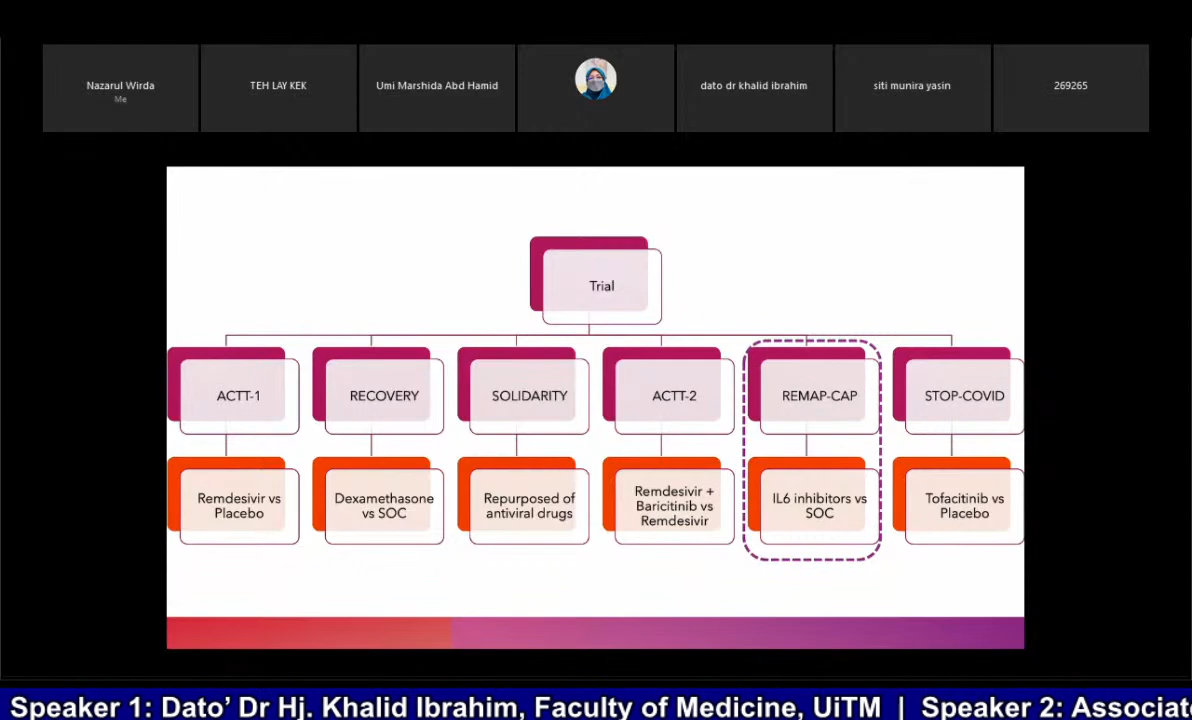 Nazarul Wirda
Me
TEH LAY KEK
Umi Marshida Abd Hamid
dato dr khalid ibrahim
siti munira yasin
269265
Trial
ACTT-1
RECOVERY
SOLIDARITY
ACTT-2
REMAP-CAP
STOP-COVID
Remdesivir vs
Placebo
Dexamethasone
vs SOC
Repurposed of
antiviral drugs
Remdesivir +
Baricitinib vs
Remdesivir
IL6 inhibitors vs
SOC
Tofacitinib vs
Placebo
Speaker 1: Dato’ Dr Hj. Khalid Ibrahim, Faculty of Medicine, UiTM | Speaker 2: Associat